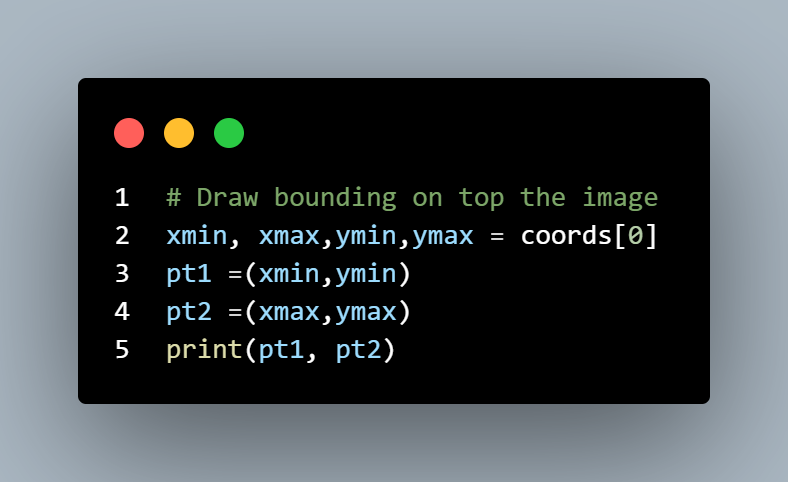 1 # Draw bounding on top the image
2 xmin, xmax,ymin,ymax = coords[0]
3 pt1 =(xmin,ymin)
4 pt2 =(xmax,ymax)
5 print(pt1, pt2)